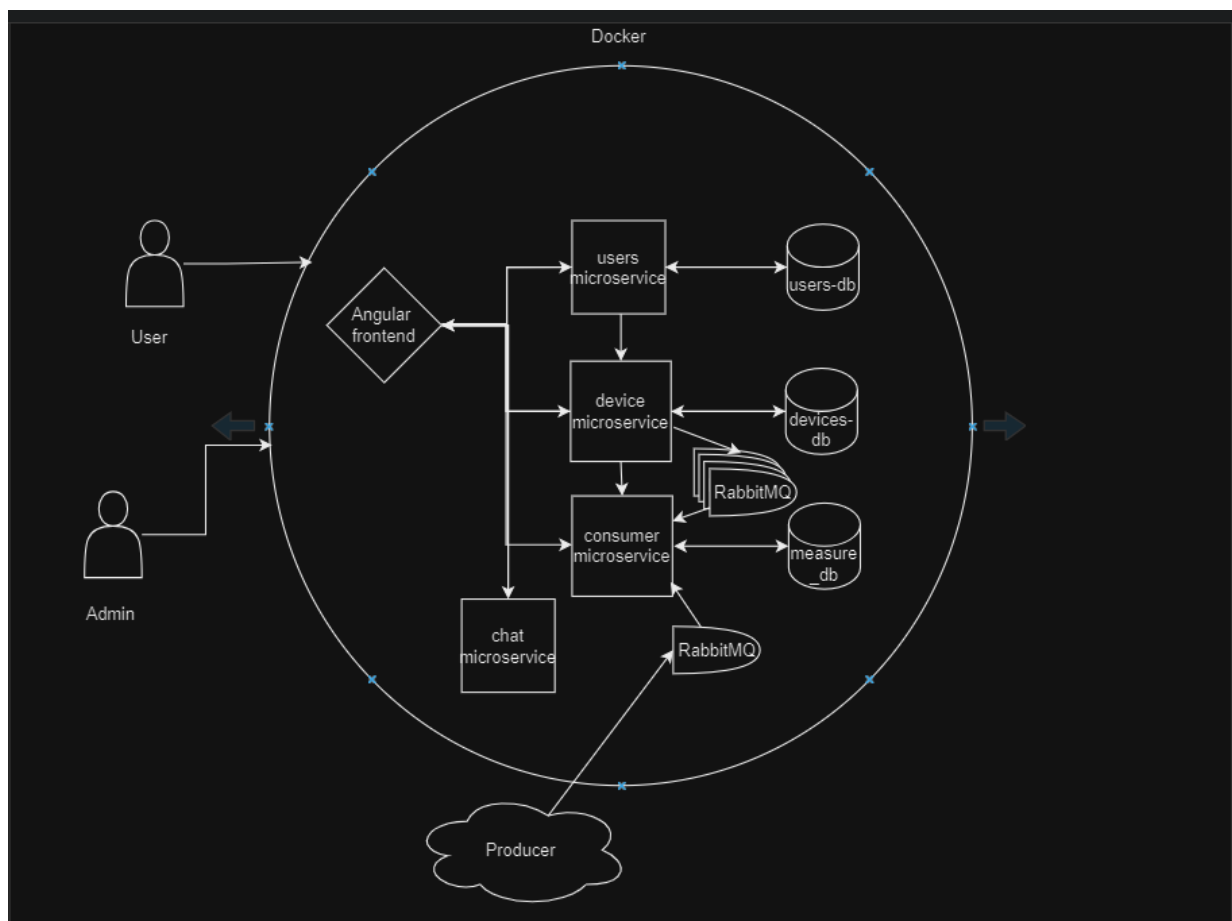 Docker
users
microservice
users-db
Angular
frontend
User
device
microservice
devices-
db
RabbitMQ
consumer
microservice
measure
_db
Admin
chat
microservice
RabbitMQ
Producer